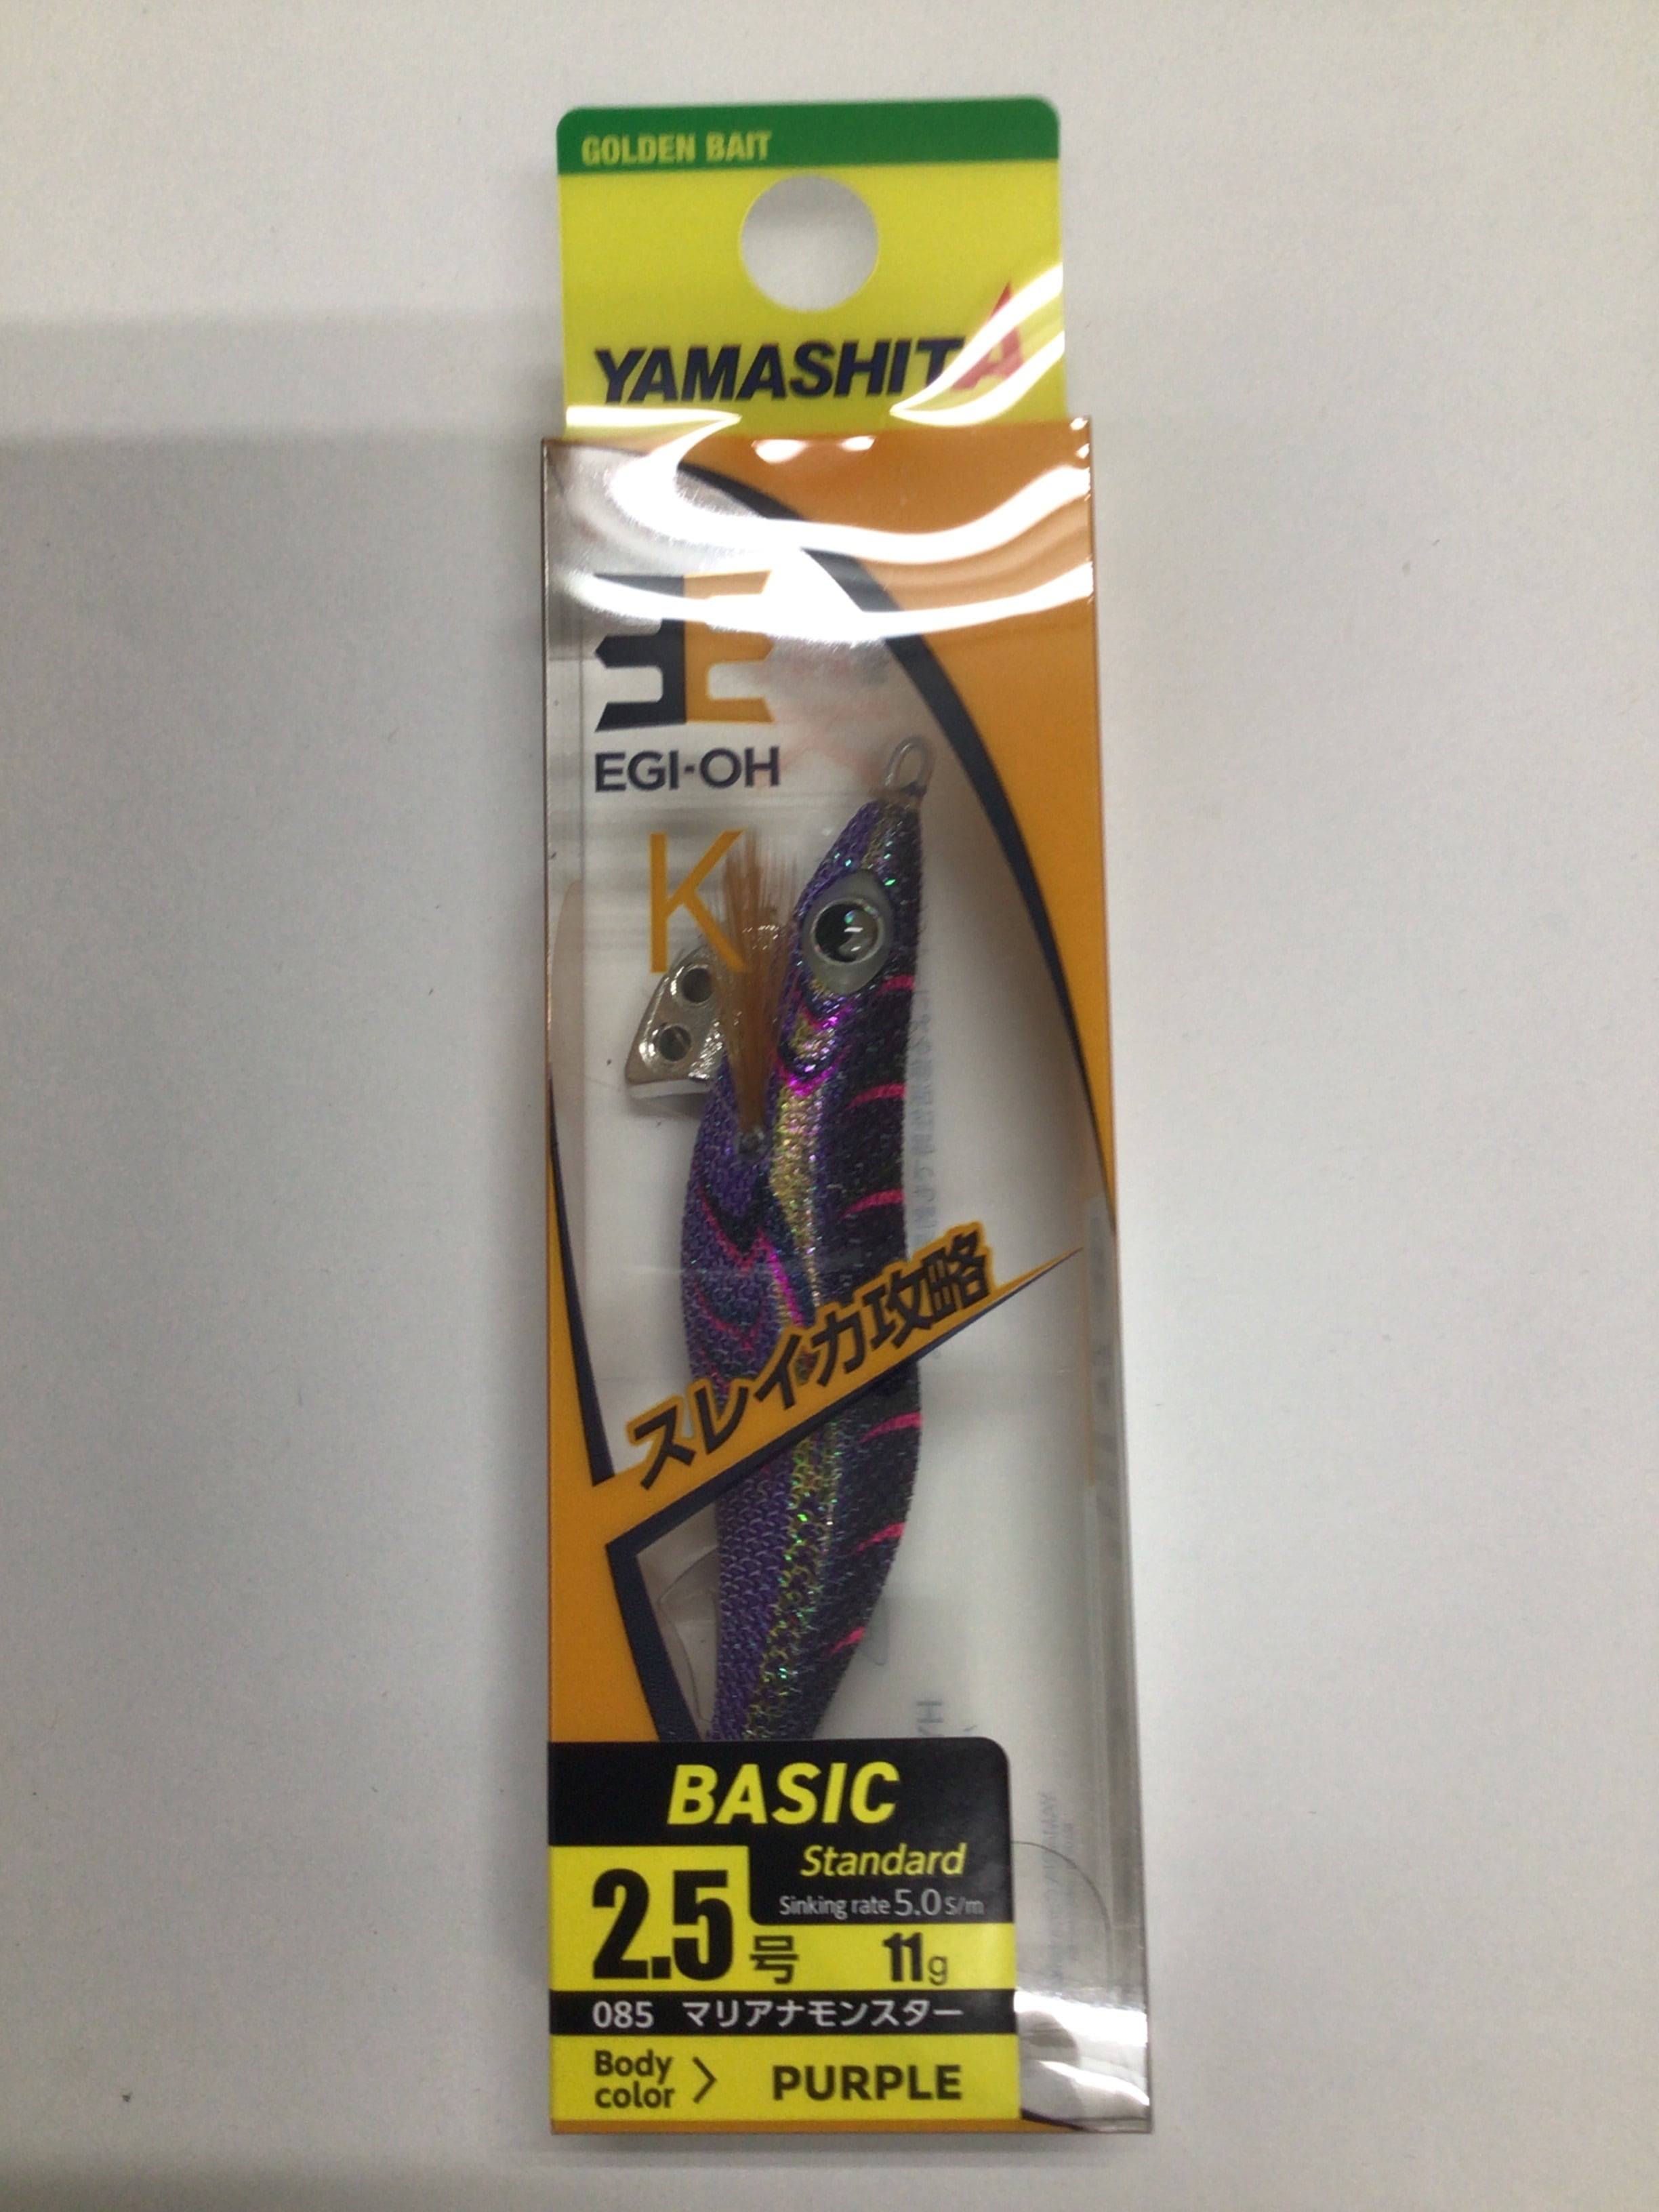 GOLDEN BAIT
YAMASHITA
EGI-OH
K
スレイカ攻略
BASIC
Standard
Sinking rate 5.0 S/m
2.5号 11g
085 マリアナモンスター
Body color > PURPLE